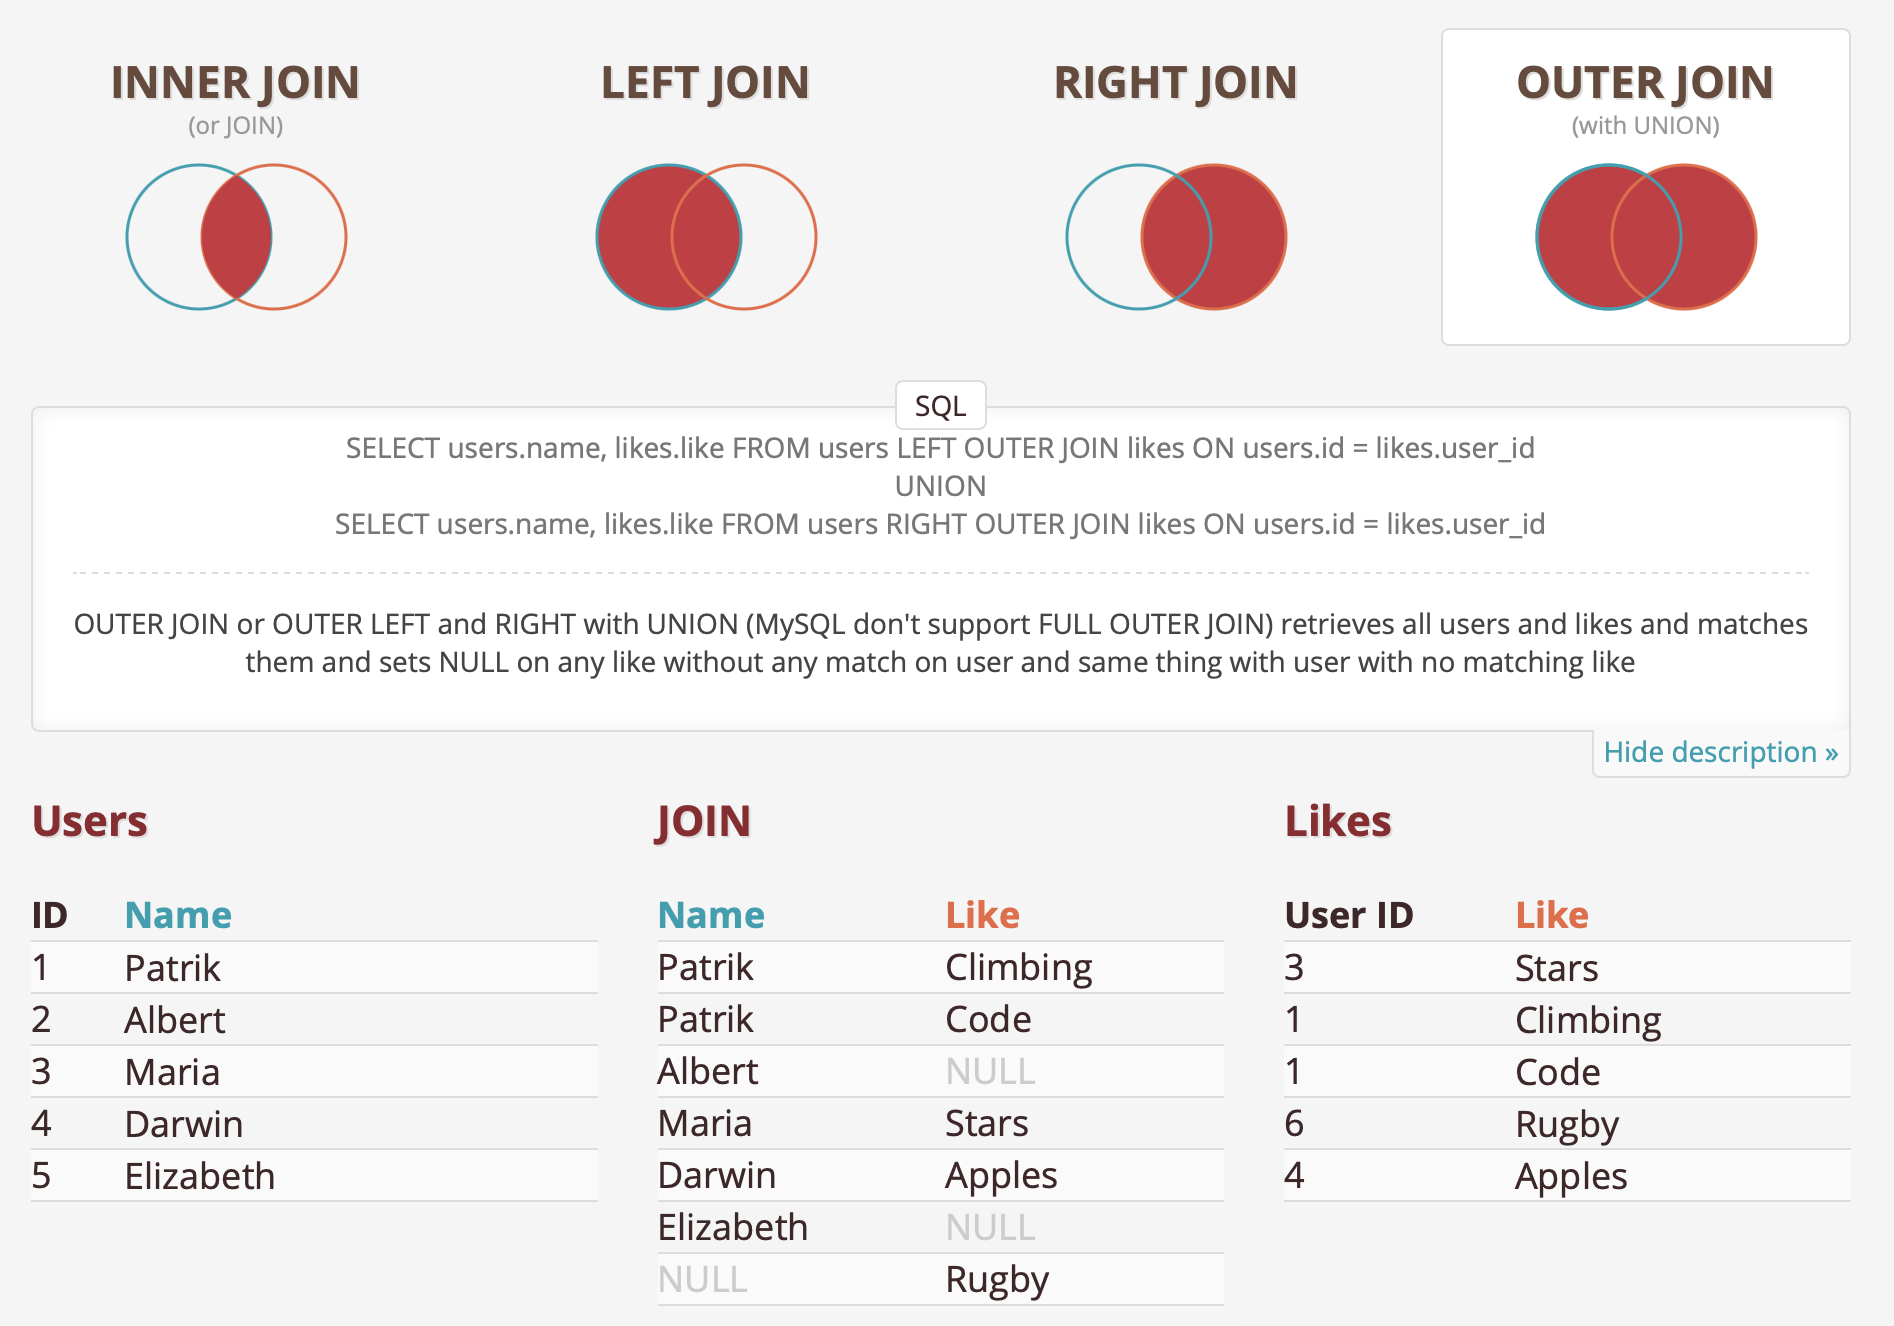 INNER JOIN
(or JOIN)
LEFT JOIN
RIGHT JOIN
OUTER JOIN
(with UNION)
SQL
SELECT users.name, likes.like FROM users LEFT OUTER JOIN likes ON users.id = likes.user_id
UNION
SELECT users.name, likes.like FROM users RIGHT OUTER JOIN likes ON users.id = likes.user_id
OUTER JOIN or OUTER LEFT and RIGHT with UNION (MySQL don't support FULL OUTER JOIN) retrieves all users and likes and matches
them and sets NULL on any like without any match on user and same thing with user with no matching like
Hide description »
Users
ID Name
1 Patrik
2 Albert
3 Maria
4 Darwin
5 Elizabeth
JOIN
Name Like
Patrik Climbing
Patrik Code
Albert NULL
Maria Stars
Darwin Apples
Elizabeth NULL
NULL Rugby
Likes
User ID Like
3 Stars
1 Climbing
1 Code
6 Rugby
4 Apples